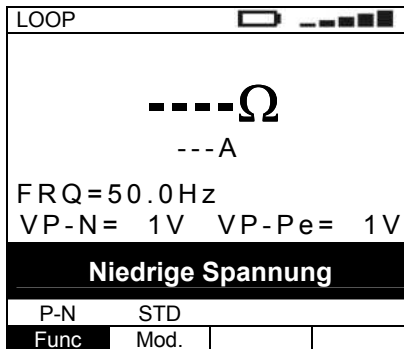 LOOP
----Ω
---A
FRQ=50.0Hz
VP-N= 1V VP-Pe= 1V
Niedrige Spannung
P-N STD
Func Mod.